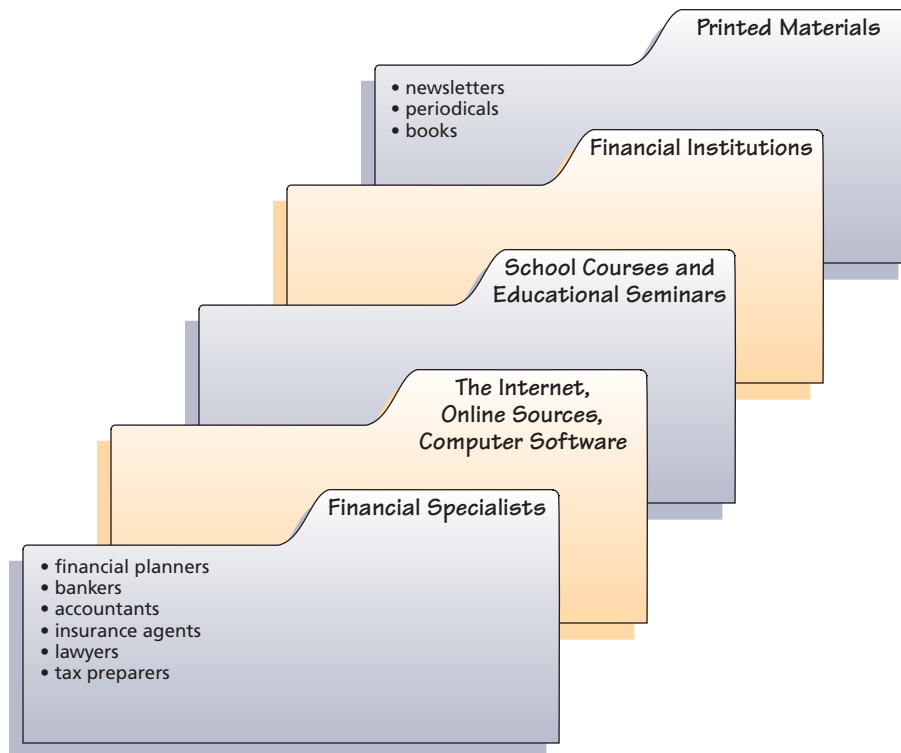 Printed Materials
• newsletters
• periodicals
• books
Financial Institutions
School Courses and
Educational Seminars
The Internet,
Online Sources,
Computer Software
Financial Specialists
• financial planners
• bankers
• accountants
• insurance agents
• lawyers
• tax preparers